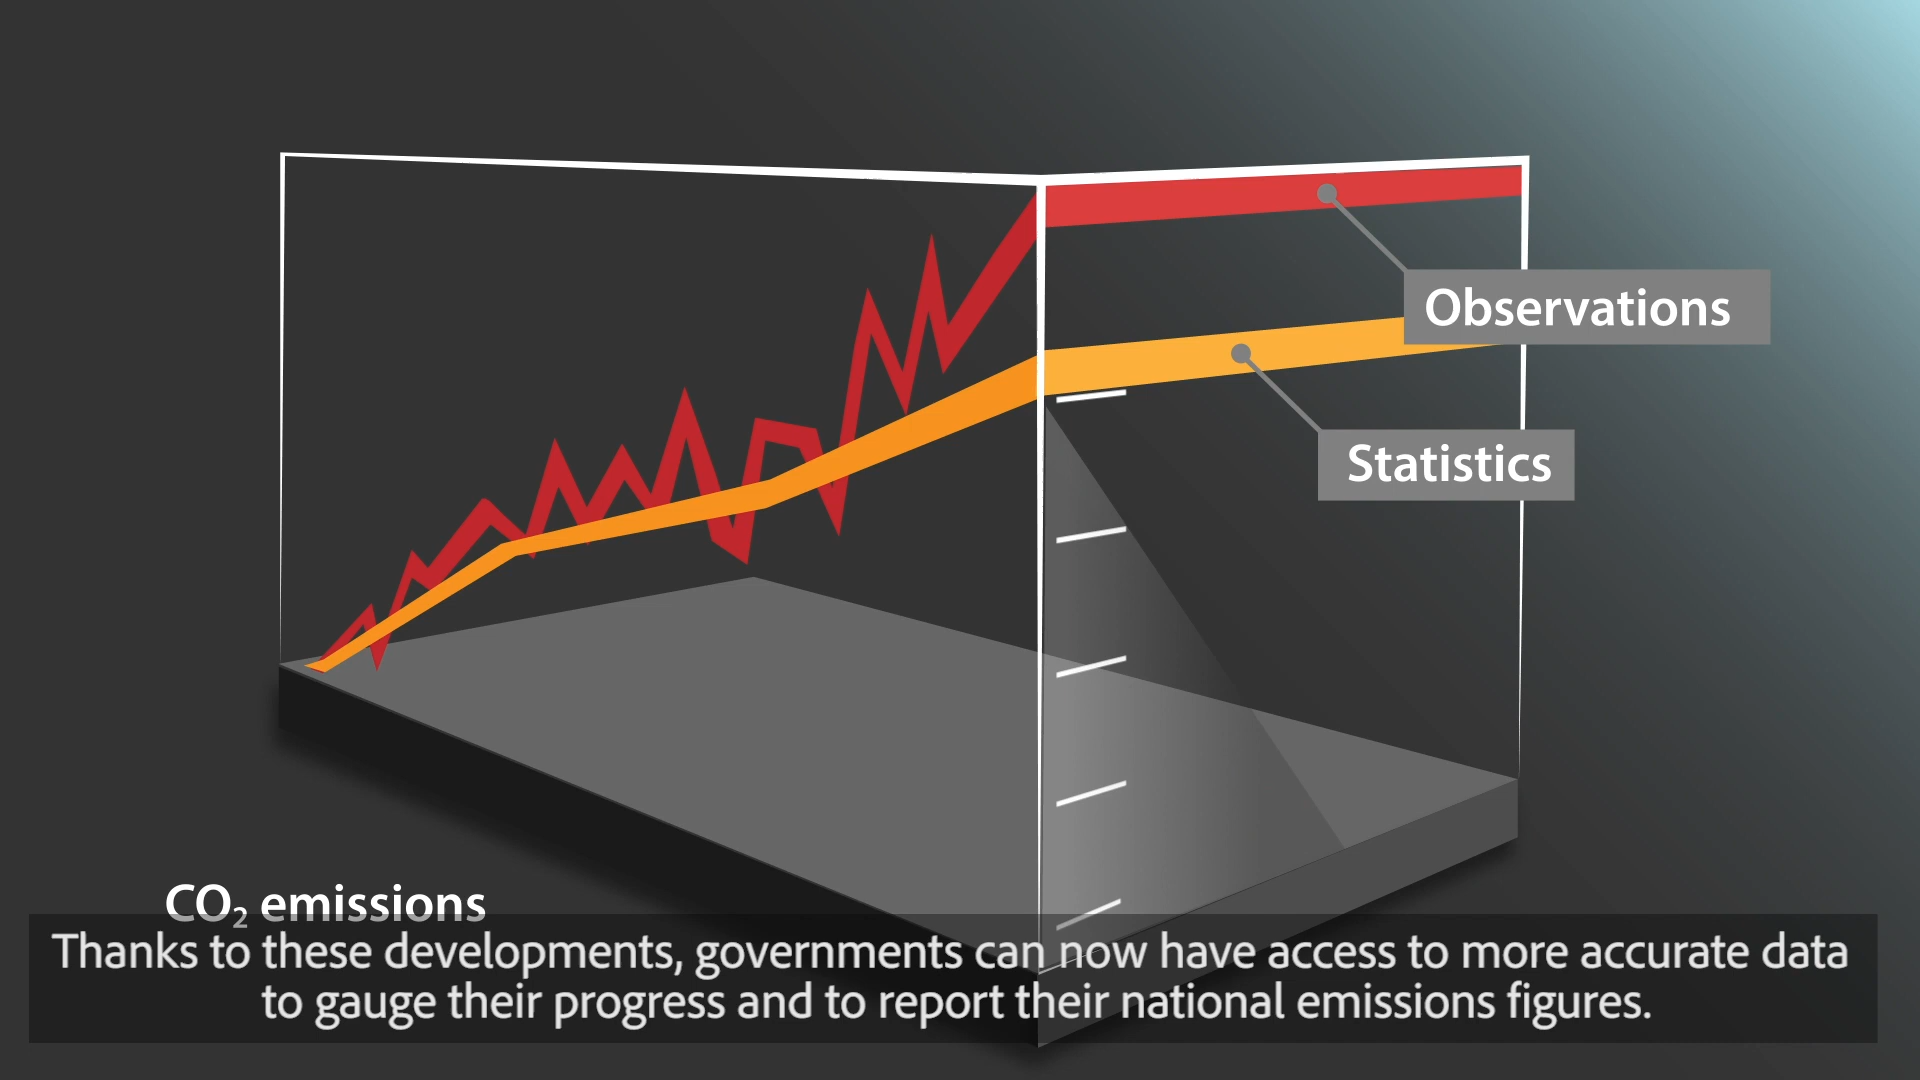 Observations
Statistics
CO₂ emissions
Thanks to these developments, governments can now have access to more accurate data
to gauge their progress and to report their national emissions figures.